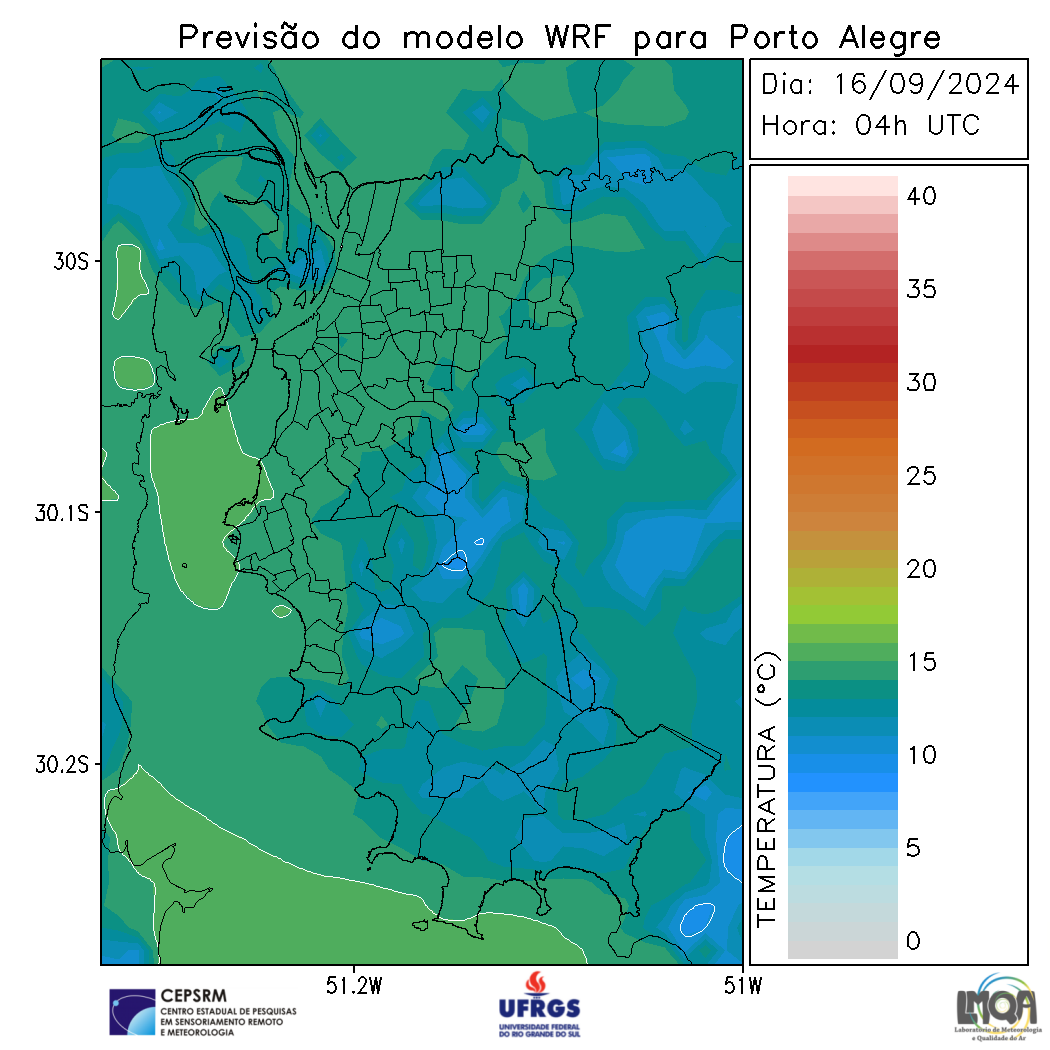 Previsão do modelo WRF para Porto Alegre
Dia: 16/09/2024
Hora: 04h UTC
30S
30.1S
30.2S
51.2W
51W
TEMPERATURA (°C)
40
35
30
25
20
15
10
5
0
CEPSRM
CENTRO ESTADUAL DE PESQUISAS
EM SENSORIAMENTO REMOTO
E METEOROLOGIA
UFRGS
UNIVERSIDADE FEDERAL
DO RIO GRANDE DO SUL
LMQA
Laboratório de Meteorologia
e Qualidade do Ar